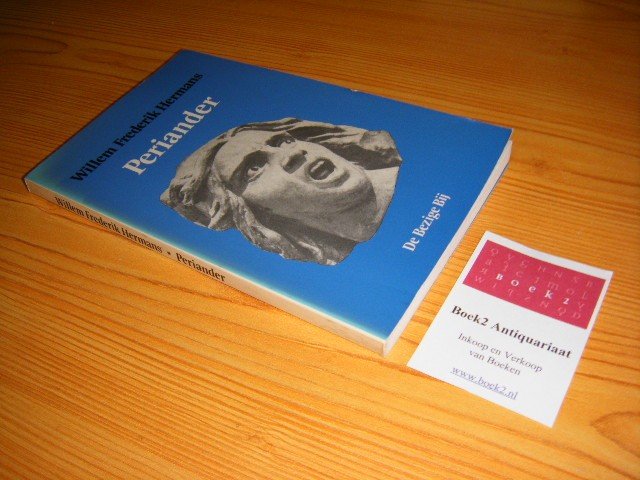 Willem Frederik Hermans
Periander
De Bezige Bij
Willem Frederik Hermans • Periander
B O e k 2
Boek2 Antiquariaat
Inkoop en Verkoop
van Boeken
www.boek2.nl